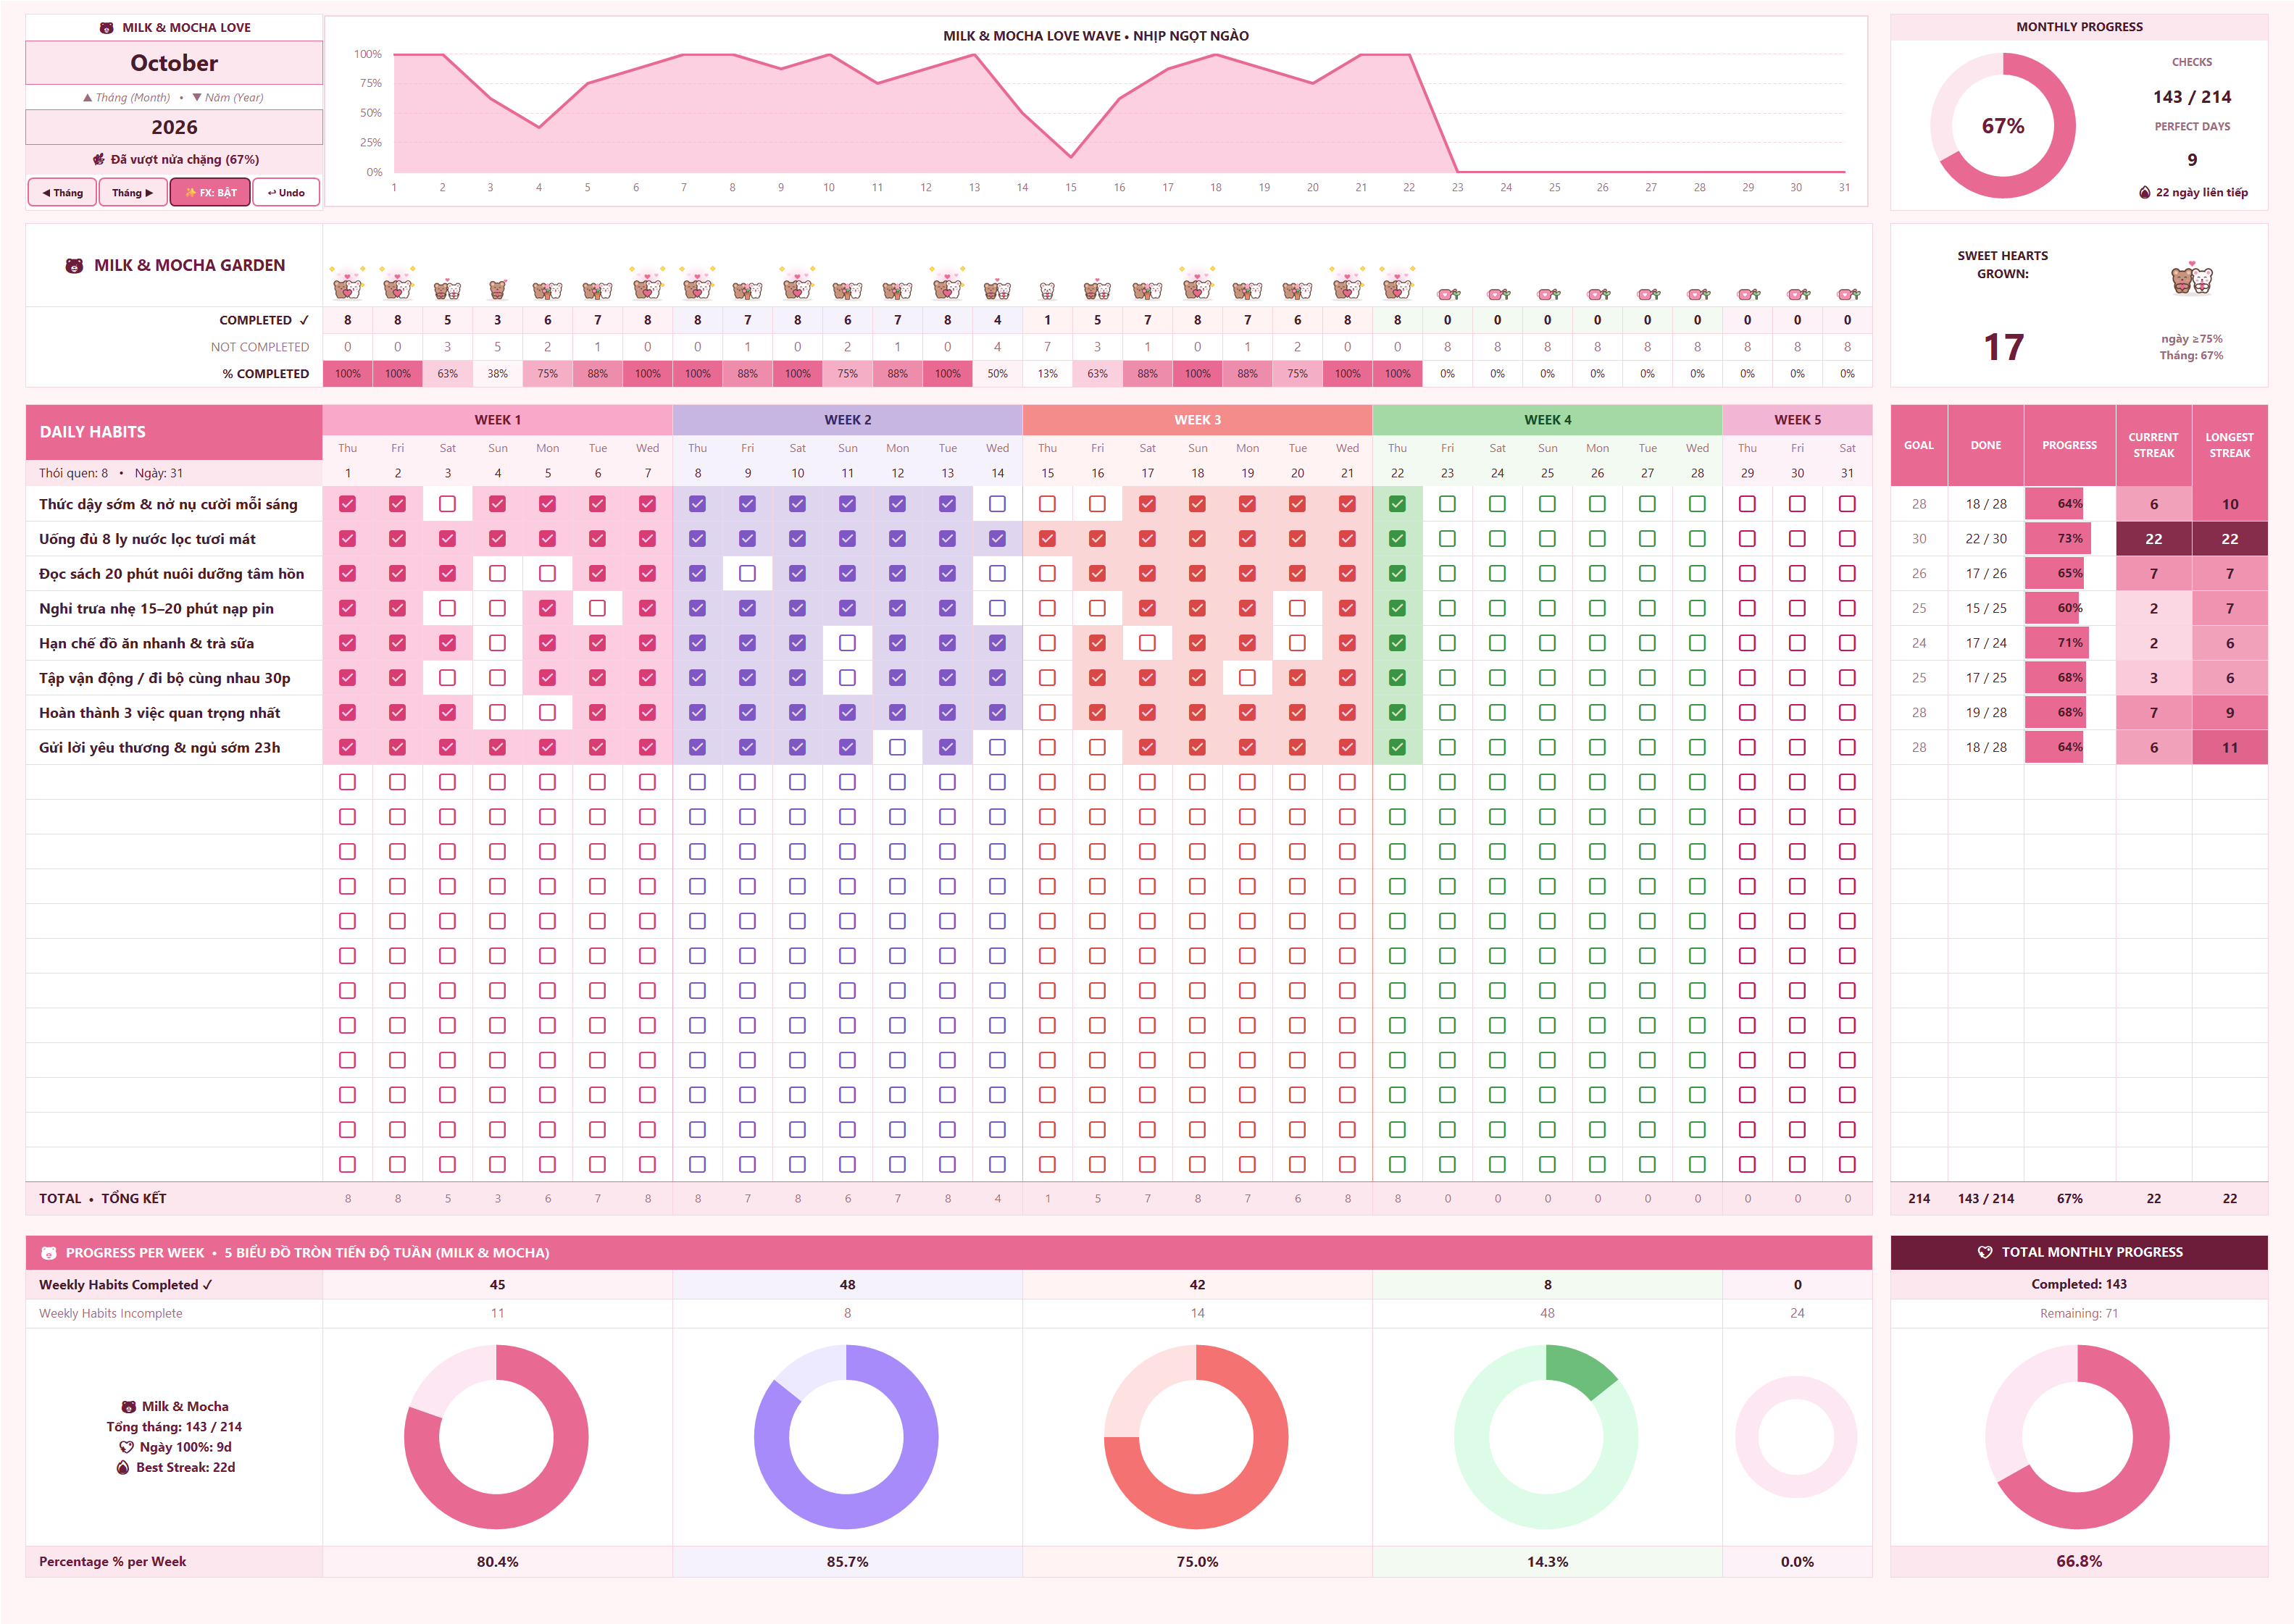 MILK & MOCHA LOVE
October
▲ Tháng (Month) • ▼ Năm (Year)
2026
Đã vượt nửa chặng (67%)
◀ Tháng Tháng ▶ ✨ FX: BẬT ↩ Undo
MILK & MOCHA LOVE WAVE • NHỊP NGỌT NGÀO
100%
75%
50%
25%
0%
1 2 3 4 5 6 7 8 9 10 11 12 13 14 15 16 17 18 19 20 21 22 23 24 25 26 27 28 29 30 31
MONTHLY PROGRESS
67%
CHECKS
143 / 214
PERFECT DAYS
9
22 ngày liên tiếp
MILK & MOCHA GARDEN
COMPLETED ✓ 8 8 5 3 6 7 8 8 7 8 6 7 8 4 1 5 7 8 7 6 8 8 0 0 0 0 0 0 0 0 0
NOT COMPLETED 0 0 3 5 2 1 0 0 1 0 2 1 0 4 7 3 1 0 1 2 0 0 8 8 8 8 8 8 8 8 8
% COMPLETED 100% 100% 63% 38% 75% 88% 100% 100% 88% 100% 75% 88% 100% 50% 13% 63% 88% 100% 88% 75% 100% 100% 0% 0% 0% 0% 0% 0% 0% 0% 0%
SWEET HEARTS
GROWN:
17
ngày ≥75%
Tháng: 67%
DAILY HABITS WEEK 1 WEEK 2 WEEK 3 WEEK 4 WEEK 5
Thu Fri Sat Sun Mon Tue Wed Thu Fri Sat Sun Mon Tue Wed Thu Fri Sat Sun Mon Tue Wed Thu Fri Sat Sun Mon Tue Wed Thu Fri Sat
Thói quen: 8 • Ngày: 31 1 2 3 4 5 6 7 8 9 10 11 12 13 14 15 16 17 18 19 20 21 22 23 24 25 26 27 28 29 30 31
GOAL DONE PROGRESS CURRENT STREAK LONGEST STREAK
Thức dậy sớm & nở nụ cười mỗi sáng 28 18 / 28 64% 6 10
Uống đủ 8 ly nước lọc tươi mát 30 22 / 30 73% 22 22
Đọc sách 20 phút nuôi dưỡng tâm hồn 26 17 / 26 65% 7 7
Nghỉ trưa nhẹ 15–20 phút nạp pin 25 15 / 25 60% 2 7
Hạn chế đồ ăn nhanh & trà sữa 24 17 / 24 71% 2 6
Tập vận động / đi bộ cùng nhau 30p 25 17 / 25 68% 3 6
Hoàn thành 3 việc quan trọng nhất 28 19 / 28 68% 7 9
Gửi lời yêu thương & ngủ sớm 23h 28 18 / 28 64% 6 11
TOTAL • TỔNG KẾT 8 8 5 3 6 7 8 8 7 8 6 7 8 4 1 5 7 8 7 6 8 8 0 0 0 0 0 0 0 0 0 214 143 / 214 67% 22 22
PROGRESS PER WEEK • 5 BIỂU ĐỒ TRÒN TIẾN ĐỘ TUẦN (MILK & MOCHA)
Weekly Habits Completed ✓ 45 48 42 8 0
Weekly Habits Incomplete 11 8 14 48 24
Milk & Mocha
Tổng tháng: 143 / 214
Ngày 100%: 9d
Best Streak: 22d
Percentage % per Week 80.4% 85.7% 75.0% 14.3% 0.0%
TOTAL MONTHLY PROGRESS
Completed: 143
Remaining: 71
66.8%